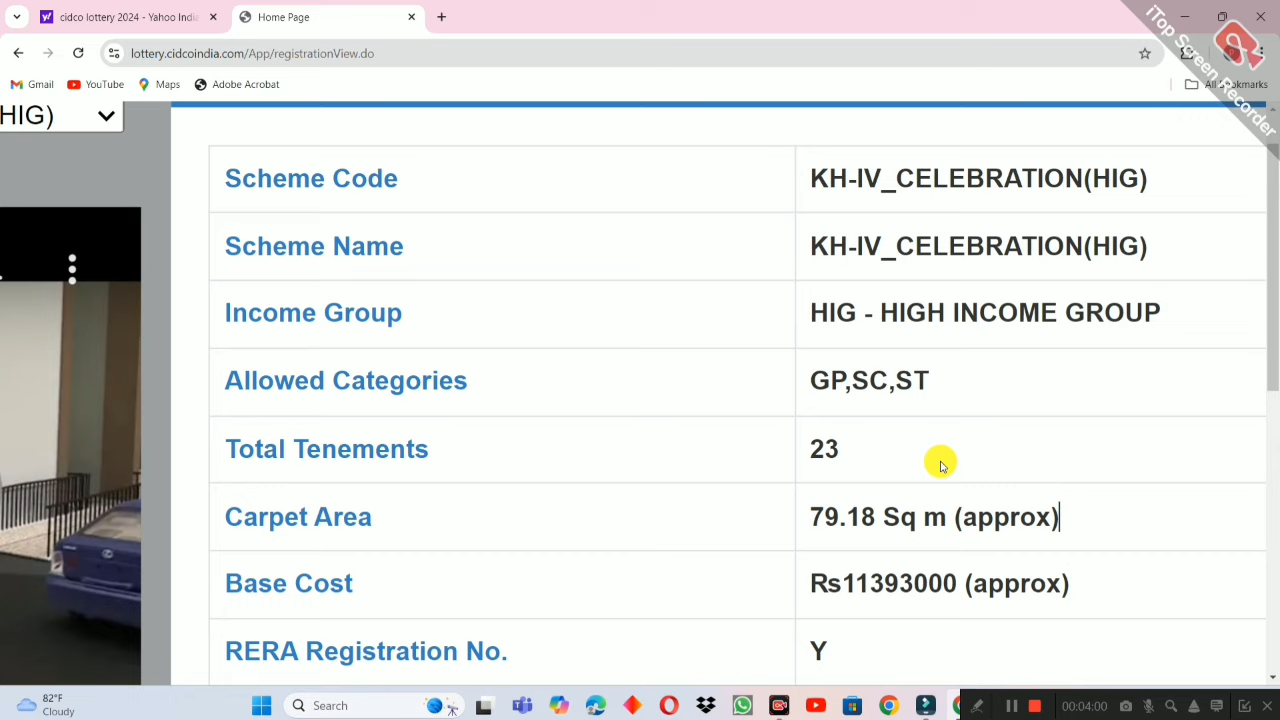 cidco lottery 2024 - Yahoo India
Home Page
lottery.cidcoindia.com/App/registrationView.do
Gmail
YouTube
Maps
Adobe Acrobat
All Bookmarks
iTop Screen Recorder
HIG)
Scheme Code KH-IV_CELEBRATION(HIG)
Scheme Name KH-IV_CELEBRATION(HIG)
Income Group HIG - HIGH INCOME GROUP
Allowed Categories GP,SC,ST
Total Tenements 23
Carpet Area 79.18 Sq m (approx)
Base Cost Rs11393000 (approx)
RERA Registration No. Y
82°F
Cloudy
Search
00:04:00